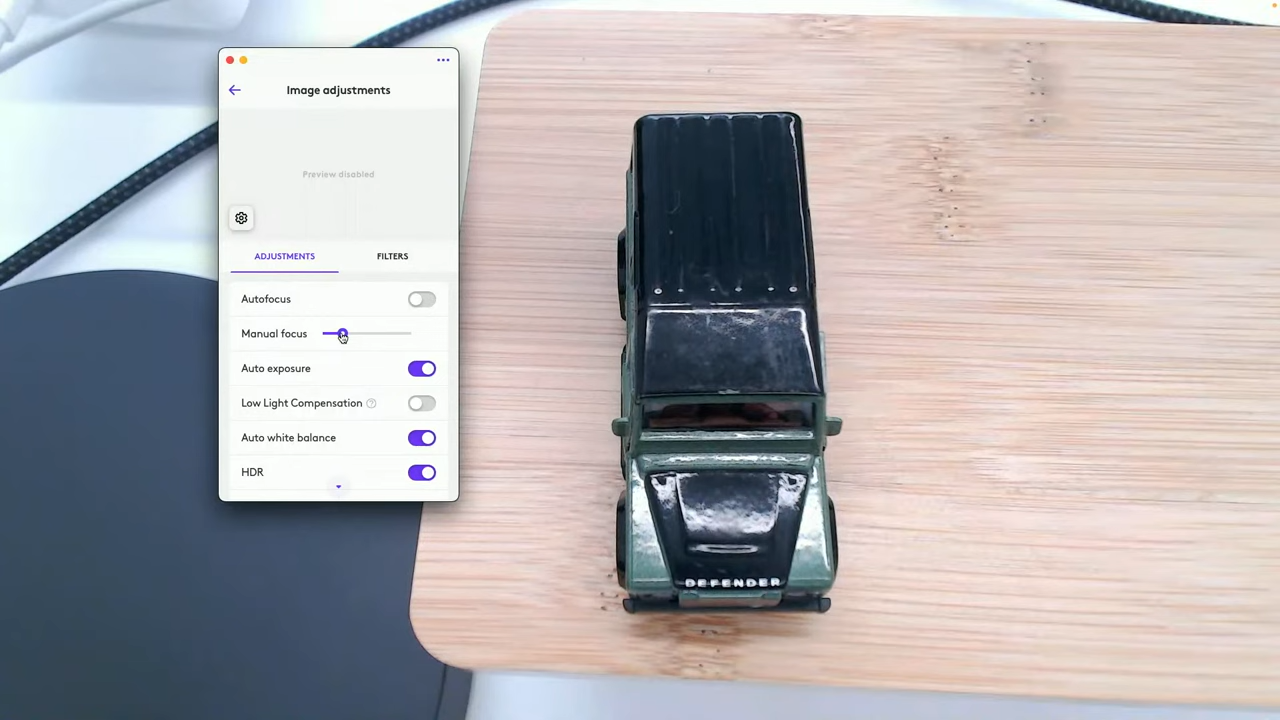 Image adjustments
Preview disabled
ADJUSTMENTS FILTERS
Autofocus
Manual focus
Auto exposure
Low Light Compensation ?
Auto white balance
HDR
DEFENDER